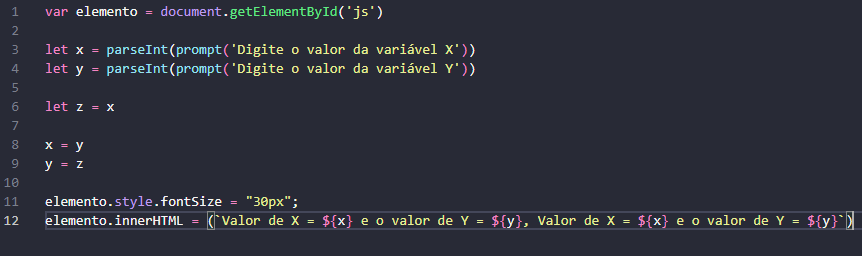 1 var elemento = document.getElementById('js')
2
3 let x = parseInt(prompt('Digite o valor da variável X'))
4 let y = parseInt(prompt('Digite o valor da variável Y'))
5
6 let z = x
7
8 x = y
9 y = z
10
11 elemento.style.fontSize = "30px";
12 elemento.innerHTML = (`Valor de X = ${x} e o valor de Y = ${y}, Valor de X = ${x} e o valor de Y = ${y}`)